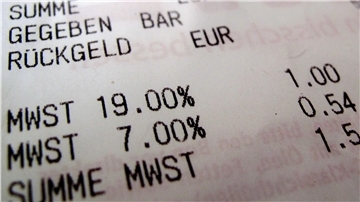 SUMME
GEGEBEN BAR
RÜCKGELD EUR
MWST 19.00% 1.00
MWST 7.00% 0.54
SUMME MWST 1.5